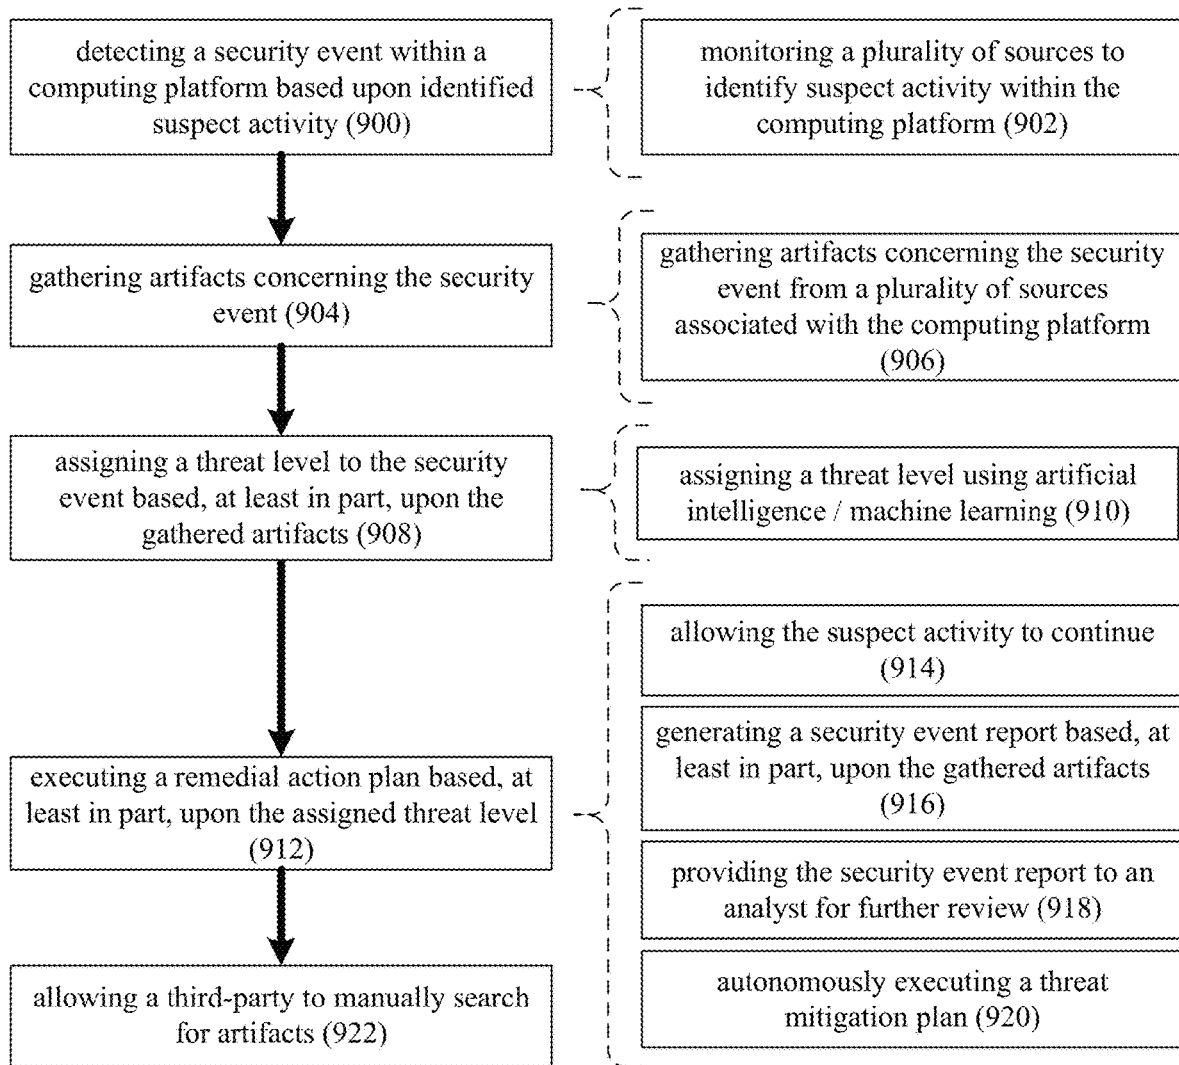 detecting a security event within a
computing platform based upon identified
suspect activity (900)
monitoring a plurality of sources to
identify suspect activity within the
computing platform (902)
gathering artifacts concerning the security
event (904)
gathering artifacts concerning the security
event from a plurality of sources
associated with the computing platform
(906)
assigning a threat level to the security
event based, at least in part, upon the
gathered artifacts (908)
assigning a threat level using artificial
intelligence / machine learning (910)
executing a remedial action plan based, at
least in part, upon the assigned threat level
(912)
allowing the suspect activity to continue
(914)
generating a security event report based, at
least in part, upon the gathered artifacts
(916)
providing the security event report to an
analyst for further review (918)
autonomously executing a threat
mitigation plan (920)
allowing a third-party to manually search
for artifacts (922)